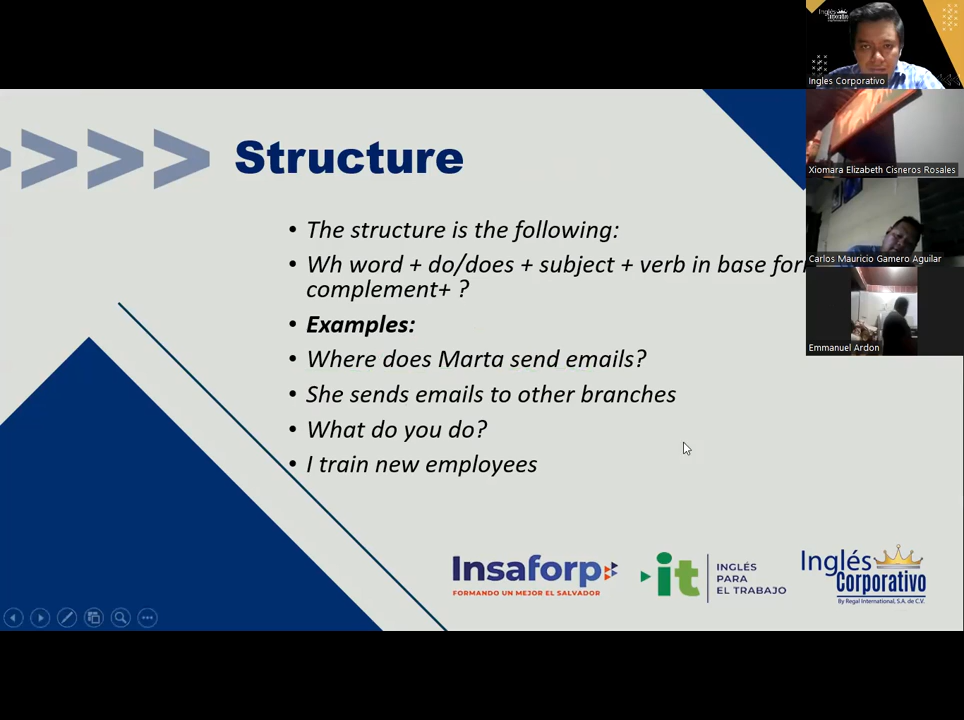 Structure
• The structure is the following:
• Wh word + do/does + subject + verb in base
complement+ ?
• Examples:
• Where does Marta send emails?
• She sends emails to other branches
• What do you do?
• I train new employees
Insaforp
FORMANDO UN MEJOR EL SALVADOR
it
INGLÉS
PARA
EL TRABAJO
Inglés
Corporativo
By Regal International, S.A. de C.V.
Inglés
Corporativo
Ingles Corporativo
Xiomara Elizabeth Cisneros Rosales
Carlos Mauricio Gamero Aguilar
Emmanuel Ardon